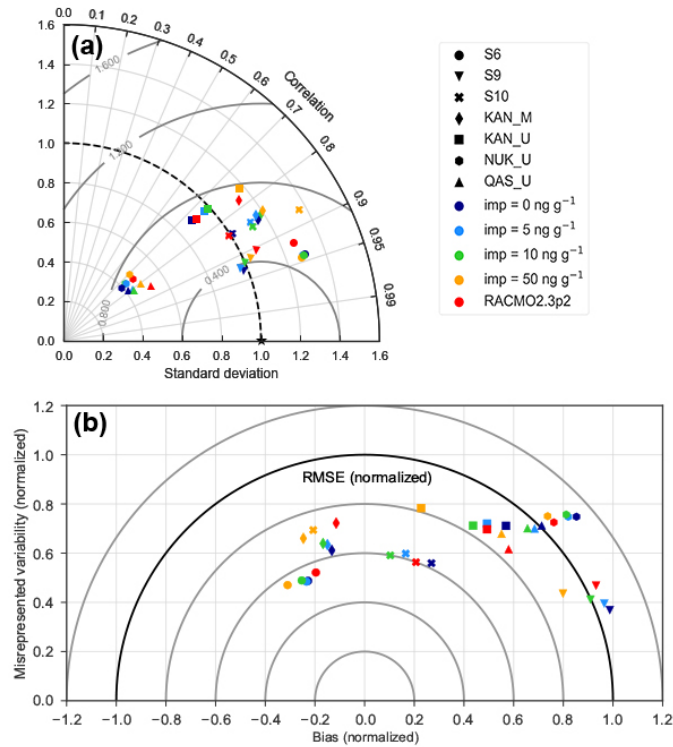 (a)
0.0 0.1 0.2 0.3 0.4 0.5 0.6 0.7 0.8 0.9 0.95 0.99
Correlation
1.6
1.4
1.2
1.0
0.8
0.6
0.4
0.2
0.0
1.600
1.200
0.800
0.400
0.0 0.2 0.4 0.6 0.8 1.0 1.2 1.4 1.6
Standard deviation
S6
S9
S10
KAN_M
KAN_U
NUK_U
QAS_U
imp = 0 ng g⁻¹
imp = 5 ng g⁻¹
imp = 10 ng g⁻¹
imp = 50 ng g⁻¹
RACMO2.3p2
(b)
RMSE (normalized)
Misrepresented variability (normalized)
1.2
1.0
0.8
0.6
0.4
0.2
0.0
−1.2 −1.0 −0.8 −0.6 −0.4 −0.2 0.0 0.2 0.4 0.6 0.8 1.0 1.2
Bias (normalized)